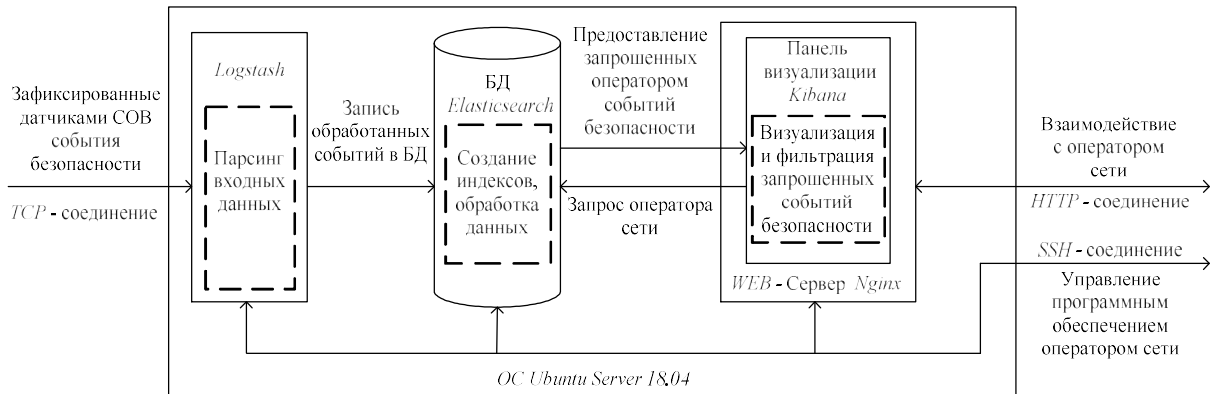 Зафиксированные
датчиками СОВ
события
безопасности
TCP - соединение
Logstash
Парсинг
входных
данных
Запись
обработанных
событий в БД
БД
Elasticsearch
Создание
индексов,
обработка
данных
Предоставление
запрошенных
оператором
событий
безопасности
Запрос оператора
сети
Панель
визуализации
Kibana
Визуализация
и фильтрация
запрошенных
событий
безопасности
WEB - Сервер Nginx
Взаимодействие
с оператором
сети
HTTP - соединение
SSH - соединение
Управление
программным
обеспечением
оператором сети
ОС Ubuntu Server 18.04